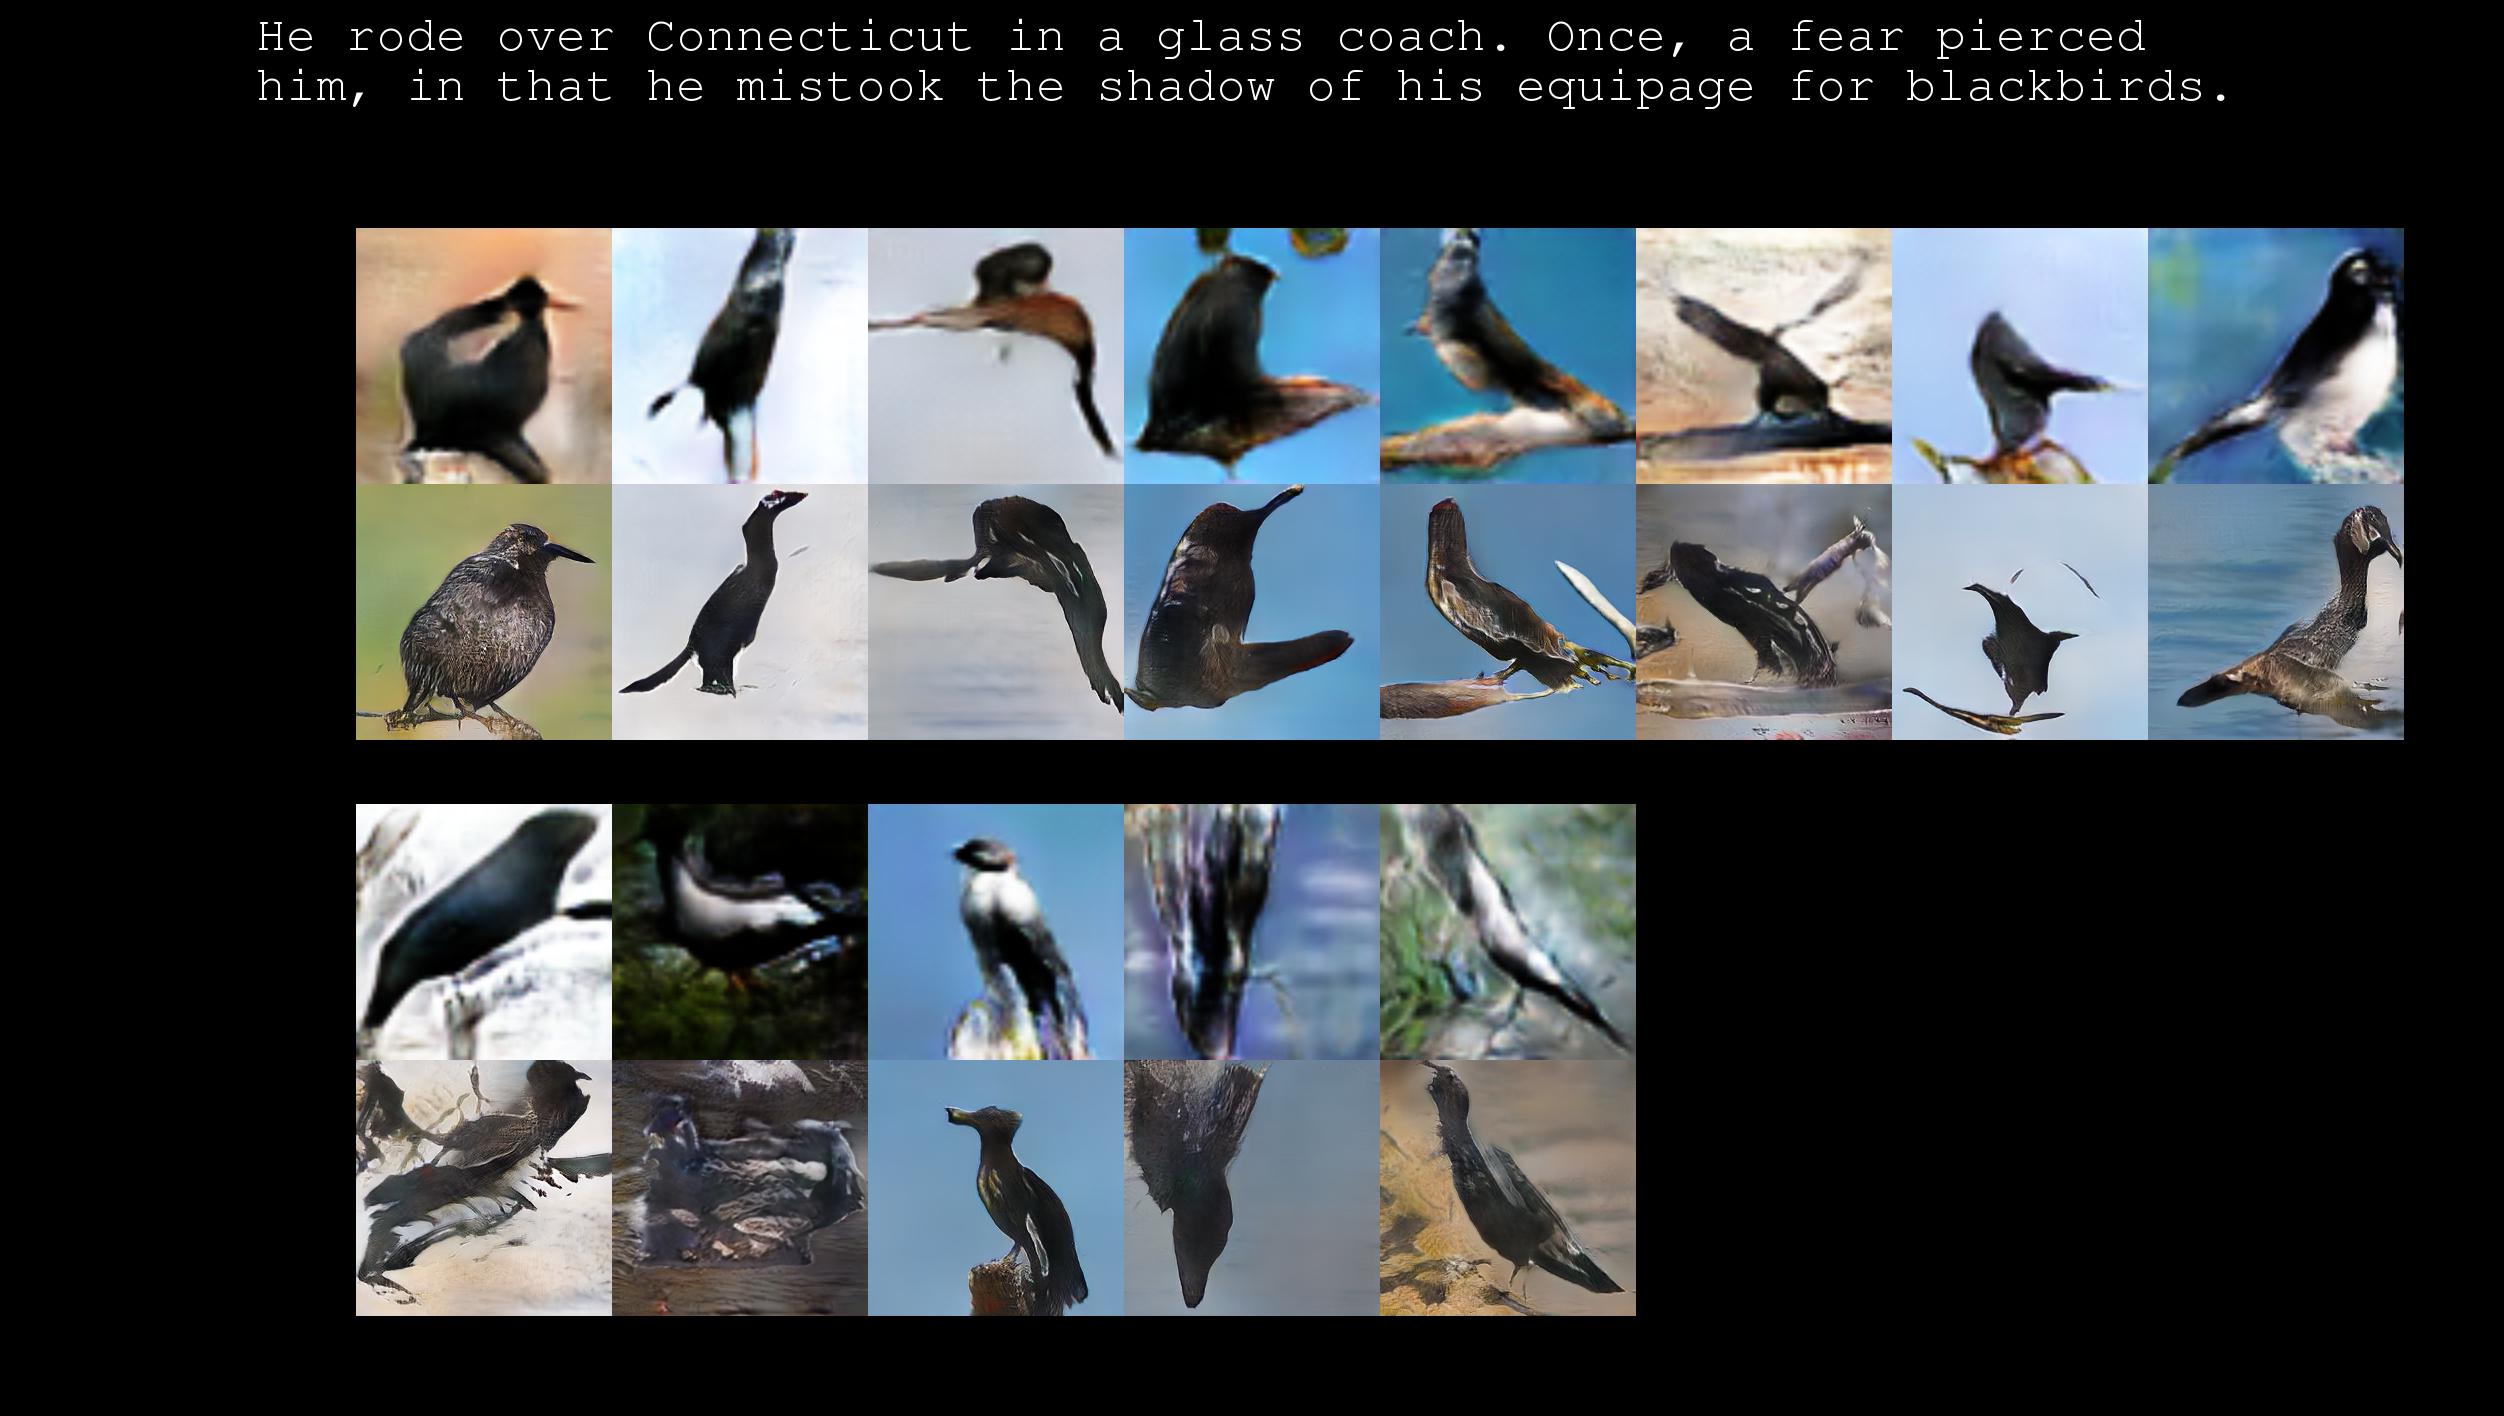 He rode over Connecticut in a glass coach. Once, a fear pierced
him, in that he mistook the shadow of his equipage for blackbirds.